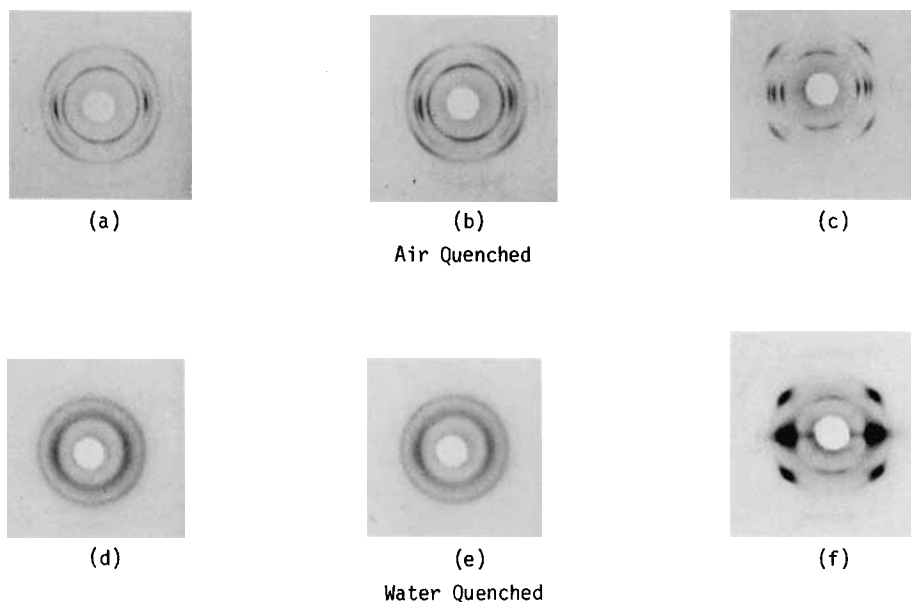 (a) (b) (c)
Air Quenched
(d) (e) (f)
Water Quenched